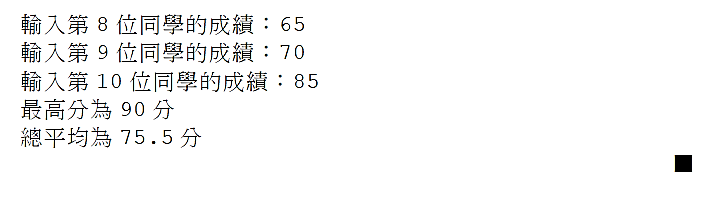 輸入第 8 位同學的成績：65
輸入第 9 位同學的成績：70
輸入第 10 位同學的成績：85
最高分為 90 分
總平均為 75.5 分